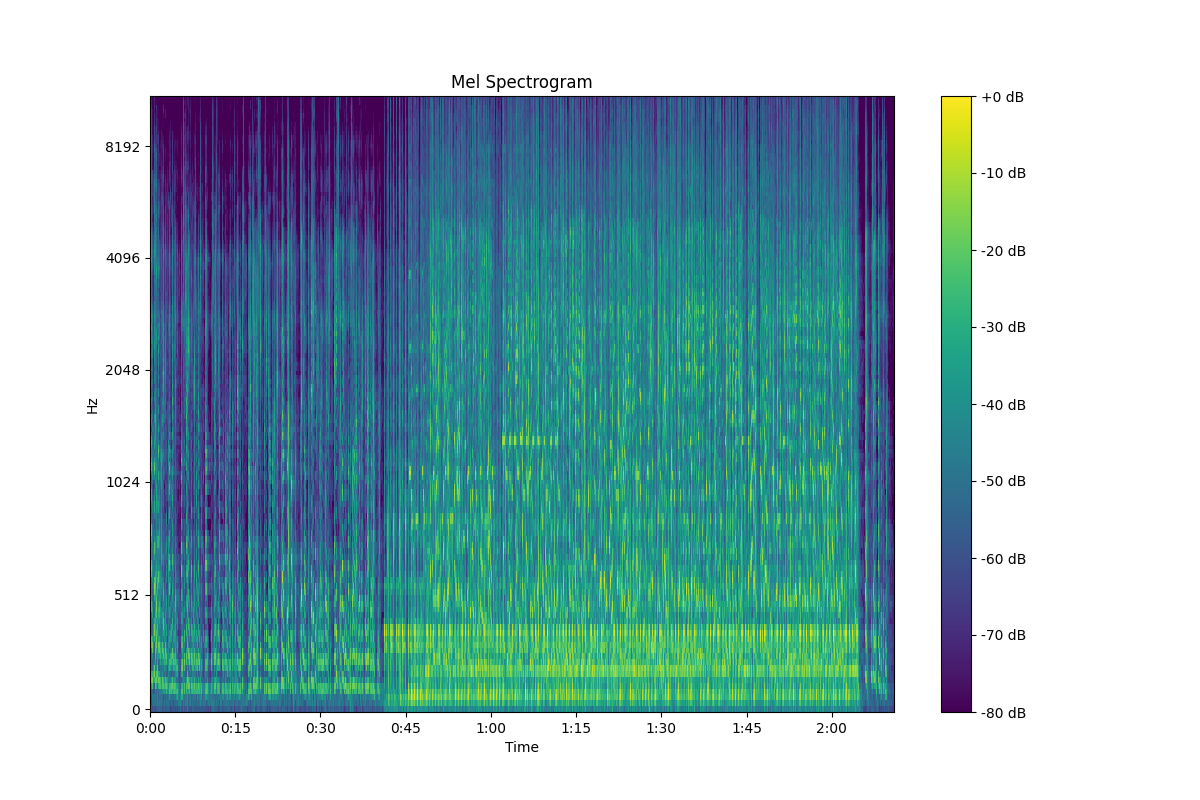 Mel Spectrogram
+0 dB
8192
-10 dB
-20 dB
4096
-30 dB
2048
-40 dB
Hz
1024
-50 dB
-60 dB
512
-70 dB
0
-80 dB
0:00 0:15 0:30 0:45 1:00 1:15 1:30 1:45 2:00
Time